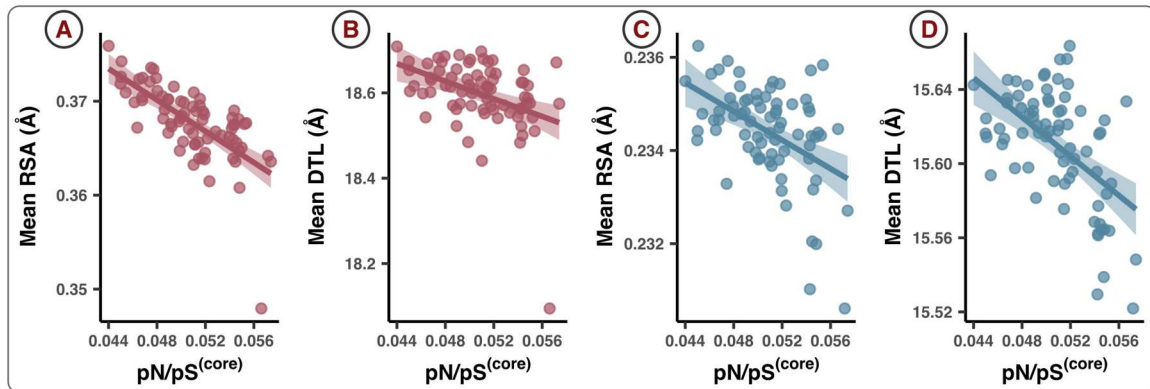 A
Mean RSA (Å)
0.37
0.36
0.35
0.044 0.048 0.052 0.056
pN/pS(core)
B
Mean DTL (Å)
18.6
18.4
18.2
0.044 0.048 0.052 0.056
pN/pS(core)
C
Mean RSA (Å)
0.236
0.234
0.232
0.044 0.048 0.052 0.056
pN/pS(core)
D
Mean DTL (Å)
15.64
15.60
15.56
15.52
0.044 0.048 0.052 0.056
pN/pS(core)